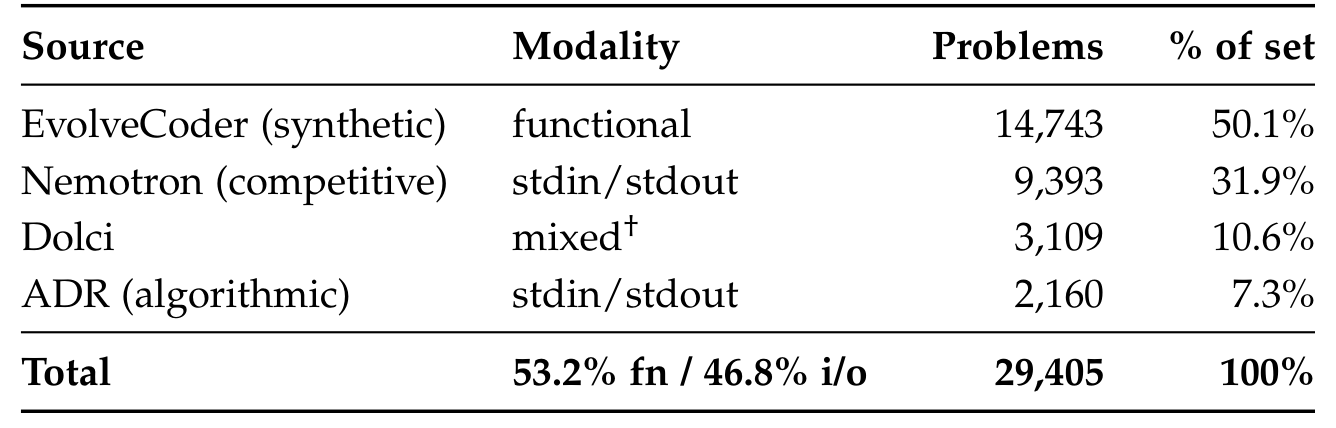 Source Modality Problems % of set
EvolveCoder (synthetic) functional 14,743 50.1%
Nemotron (competitive) stdin/stdout 9,393 31.9%
Dolci mixed† 3,109 10.6%
ADR (algorithmic) stdin/stdout 2,160 7.3%
Total 53.2% fn / 46.8% i/o 29,405 100%